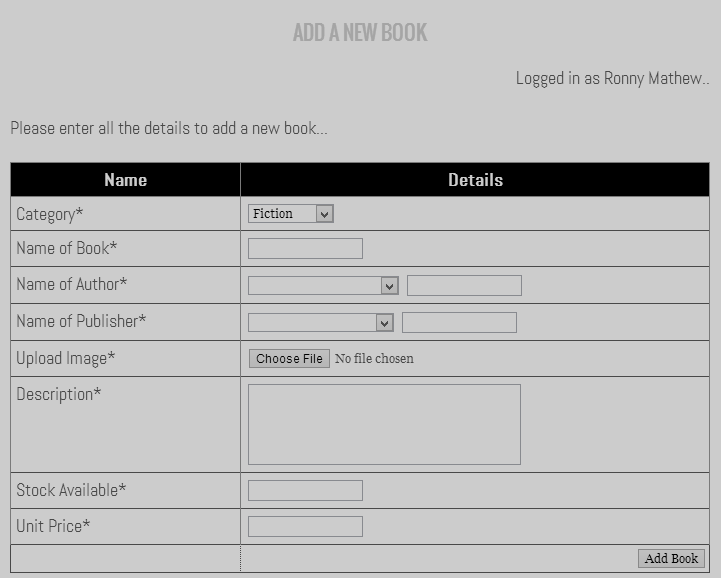 ADD A NEW BOOK
Logged in as Ronny Mathew..
Please enter all the details to add a new book...
Name Details
Category* Fiction
Name of Book*
Name of Author*
Name of Publisher*
Upload Image* Choose File No file chosen
Description*
Stock Available*
Unit Price*
Add Book